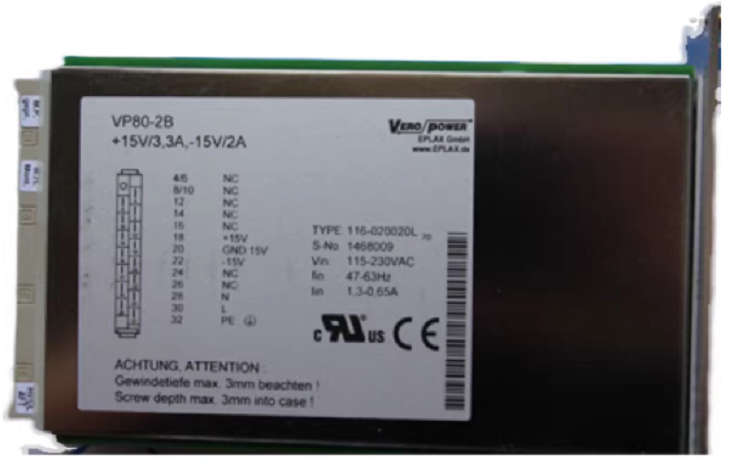 VP80-2B
+15V/3,3A,-15V/2A
VERO POWER
EPLAX GmbH
www.EPLAX.de
4/6 NC
8/10 NC
12 NC
14 NC
16 NC
18 +15V
20 GND 15V
22 -15V
24 NC
26 NC
28 N
30 L
32 PE
TYPE: 116-020020L 70
S-No 1468009
Vin: 115-230VAC
fin 47-63Hz
Iin 1,3-0,65A
c RU US CE
ACHTUNG, ATTENTION :
Gewindetiefe max. 3mm beachten !
Screw depth max. 3mm into case !